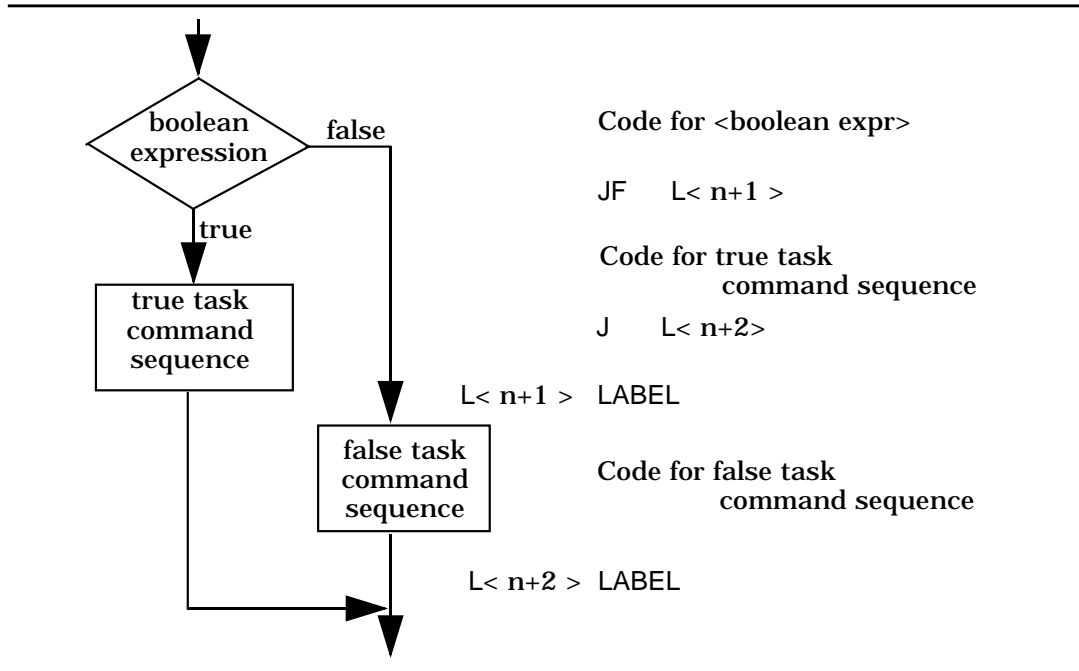 boolean
expression
false
true
true task
command
sequence
false task
command
sequence
Code for <boolean expr>
JF L< n+1 >
Code for true task
command sequence
J L< n+2>
L< n+1 > LABEL
Code for false task
command sequence
L< n+2 > LABEL